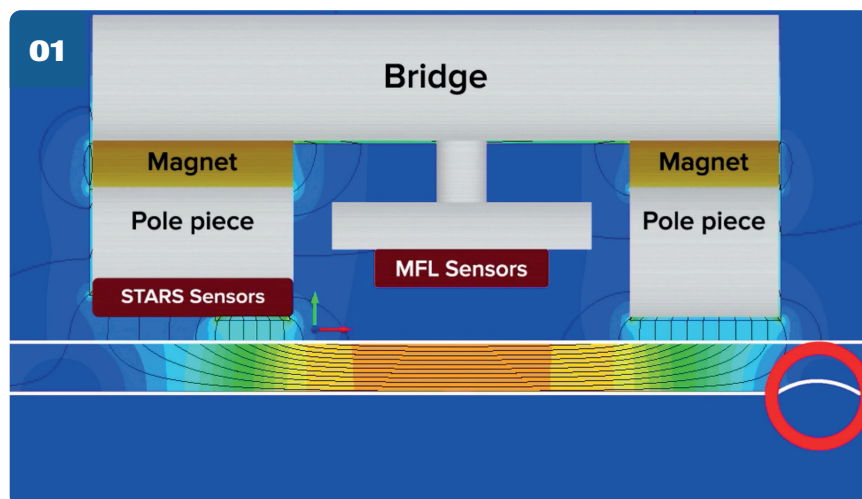 01
Bridge
Magnet
Magnet
Pole piece
Pole piece
MFL Sensors
STARS Sensors